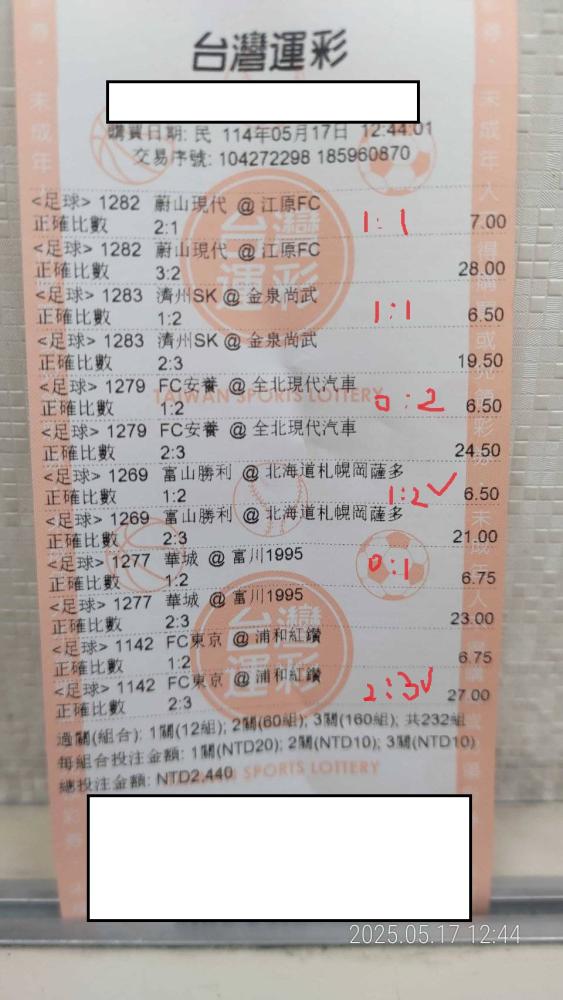 台灣運彩
購買日期: 民 114年05月17日 12:44:01
交易序號: 104272298 185960870
<足球> 1282 蔚山現代 @ 江原FC
正確比數 2:1 1:1 7.00
<足球> 1282 蔚山現代 @ 江原FC
正確比數 3:2 28.00
<足球> 1283 濟州SK @ 金泉尚武
正確比數 1:2 1:1 6.50
<足球> 1283 濟州SK @ 金泉尚武
正確比數 2:3 19.50
<足球> 1279 FC安養 @ 全北現代汽車
正確比數 1:2 0:2 6.50
<足球> 1279 FC安養 @ 全北現代汽車
正確比數 2:3 24.50
<足球> 1269 富山勝利 @ 北海道札幌岡薩多
正確比數 1:2 1:2✓ 6.50
<足球> 1269 富山勝利 @ 北海道札幌岡薩多
正確比數 2:3 21.00
<足球> 1277 華城 @ 富川1995
正確比數 1:2 0:1 6.75
<足球> 1277 華城 @ 富川1995
正確比數 2:3 23.00
<足球> 1142 FC東京 @ 浦和紅鑽
正確比數 1:2 6.75
<足球> 1142 FC東京 @ 浦和紅鑽
正確比數 2:3 2:3✓ 27.00
過關(組合): 1關(12組); 2關(60組); 3關(160組); 共232組
每組合投注金額: 1關(NTD20); 2關(NTD10); 3關(NTD10)
總投注金額: NTD2,440
台灣運彩
TAIWAN SPORTS LOTTERY
台灣運彩
SPORTS LOTTERY
2025.05.17 12:44